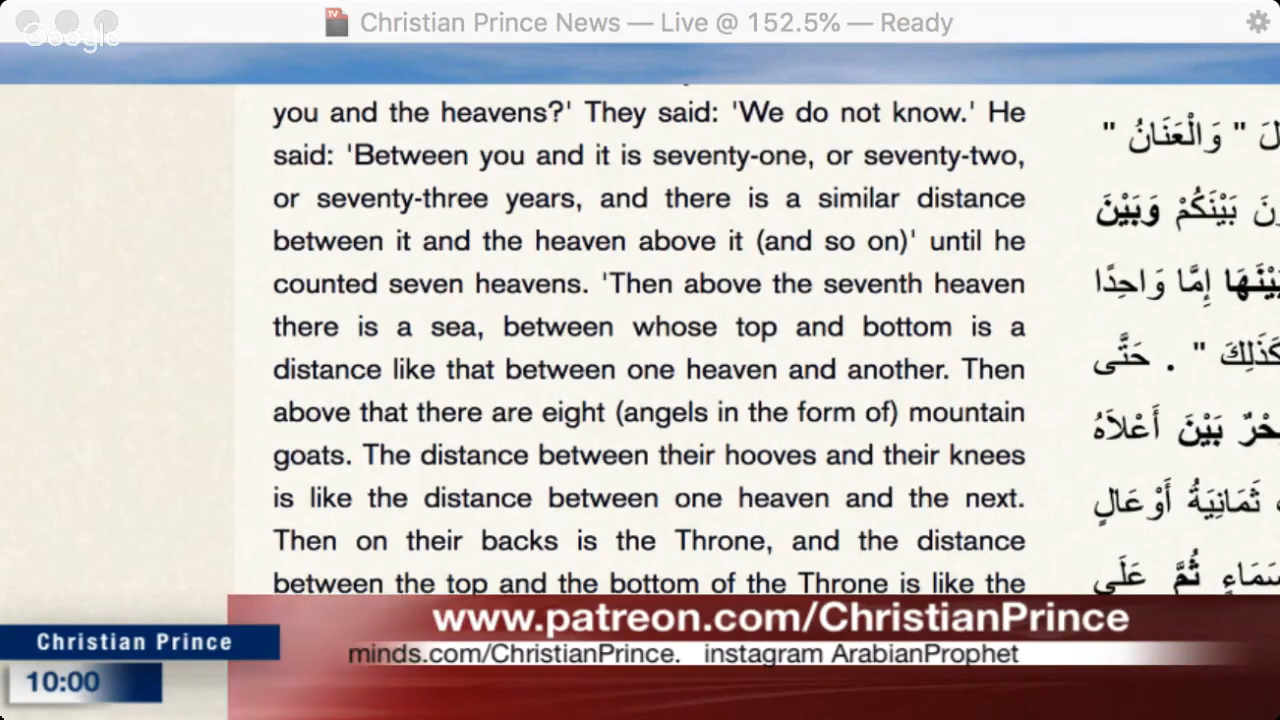 Christian Prince News — Live @ 152.5% — Ready
Google
you and the heavens?' They said: 'We do not know.' He
said: 'Between you and it is seventy-one, or seventy-two,
or seventy-three years, and there is a similar distance
between it and the heaven above it (and so on)' until he
counted seven heavens. 'Then above the seventh heaven
there is a sea, between whose top and bottom is a
distance like that between one heaven and another. Then
above that there are eight (angels in the form of) mountain
goats. The distance between their hooves and their knees
is like the distance between one heaven and the next.
Then on their backs is the Throne, and the distance
between the top and the bottom of the Throne is like the
" وَالْعَنَانُ "
بَيْنَكُمْ وَبَيْنَ
إِمَّا وَاحِدًا
كَذَلِكَ " . حَتَّى
بَيْنَ أَعْلاَهُ
ثَمَانِيَةُ أَوْعَالٍ
ثُمَّ عَلَى
www.patreon.com/ChristianPrince
Christian Prince
minds.com/ChristianPrince. instagram ArabianProphet
10:00